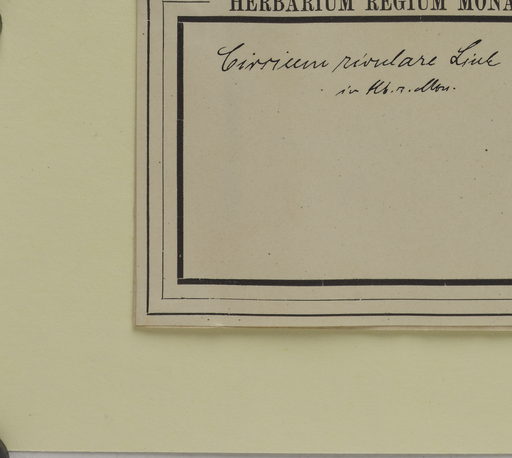 HERBARIUM REGIUM MONA
Cirsium rivulare Link
in Hb. r. Mon.